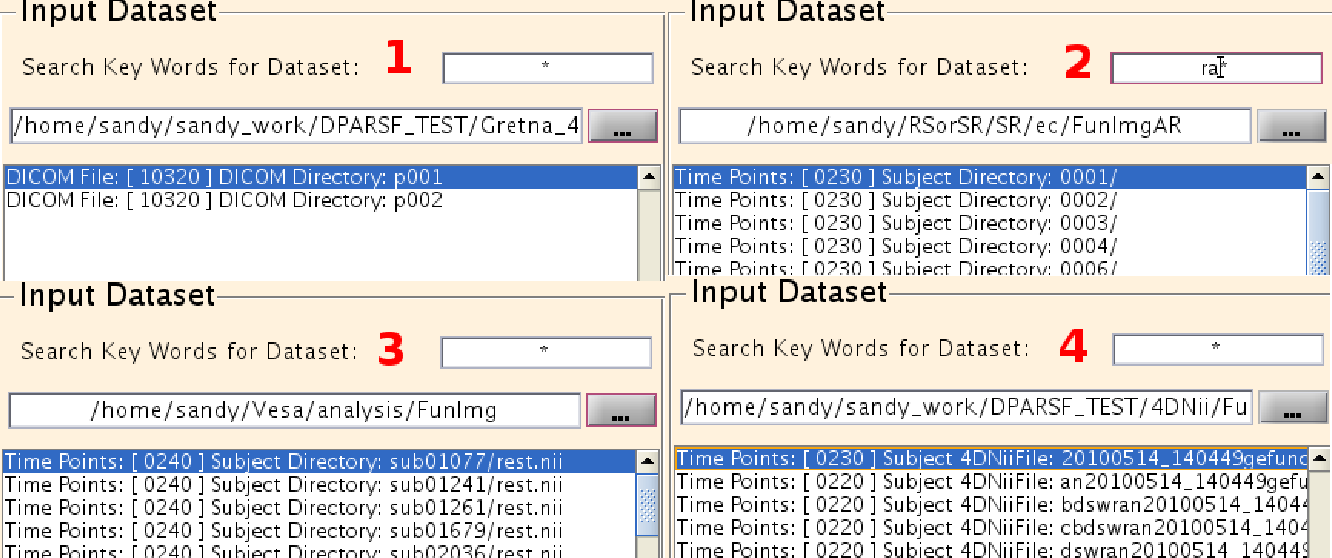 Input Dataset
Search Key Words for Dataset: 1 *
/home/sandy/sandy_work/DPARSF_TEST/Gretna_4 ...
DICOM File: [ 10320 ] DICOM Directory: p001
DICOM File: [ 10320 ] DICOM Directory: p002
Input Dataset
Search Key Words for Dataset: 2 ra*
/home/sandy/RSorSR/SR/ec/FunImgAR ...
Time Points: [ 0230 ] Subject Directory: 0001/
Time Points: [ 0230 ] Subject Directory: 0002/
Time Points: [ 0230 ] Subject Directory: 0003/
Time Points: [ 0230 ] Subject Directory: 0004/
Time Points: [ 0230 ] Subject Directory: 0006/
Input Dataset
Search Key Words for Dataset: 3 *
/home/sandy/Vesa/analysis/FunImg ...
Time Points: [ 0240 ] Subject Directory: sub01077/rest.nii
Time Points: [ 0240 ] Subject Directory: sub01241/rest.nii
Time Points: [ 0240 ] Subject Directory: sub01261/rest.nii
Time Points: [ 0240 ] Subject Directory: sub01679/rest.nii
Time Points: [ 0240 ] Subject Directory: sub02036/rest.nii
Input Dataset
Search Key Words for Dataset: 4 *
/home/sandy/sandy_work/DPARSF_TEST/4DNii/Fu ...
Time Points: [ 0230 ] Subject 4DNiiFile: 20100514_140449gefunc
Time Points: [ 0220 ] Subject 4DNiiFile: an20100514_140449gefu
Time Points: [ 0220 ] Subject 4DNiiFile: bdswran20100514_1404
Time Points: [ 0220 ] Subject 4DNiiFile: cbdswran20100514_1404
Time Points: [ 0220 ] Subject 4DNiiFile: dswran20100514_140449